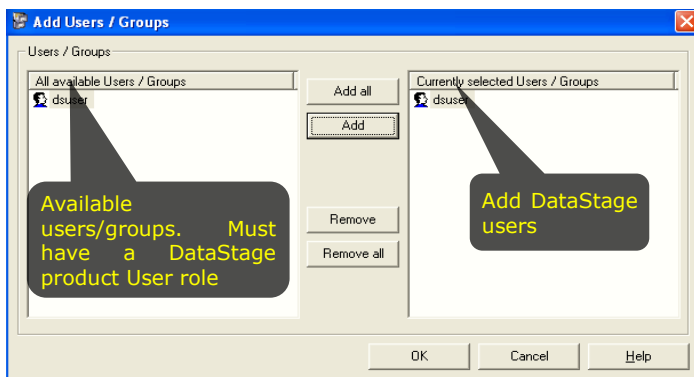 Add Users / Groups
Users / Groups
All available Users / Groups
dsuser
Add all
Add
Remove
Remove all
Currently selected Users / Groups
dsuser
Available
users/groups. Must
have a DataStage
product User role
Add DataStage
users
OK
Cancel
Help